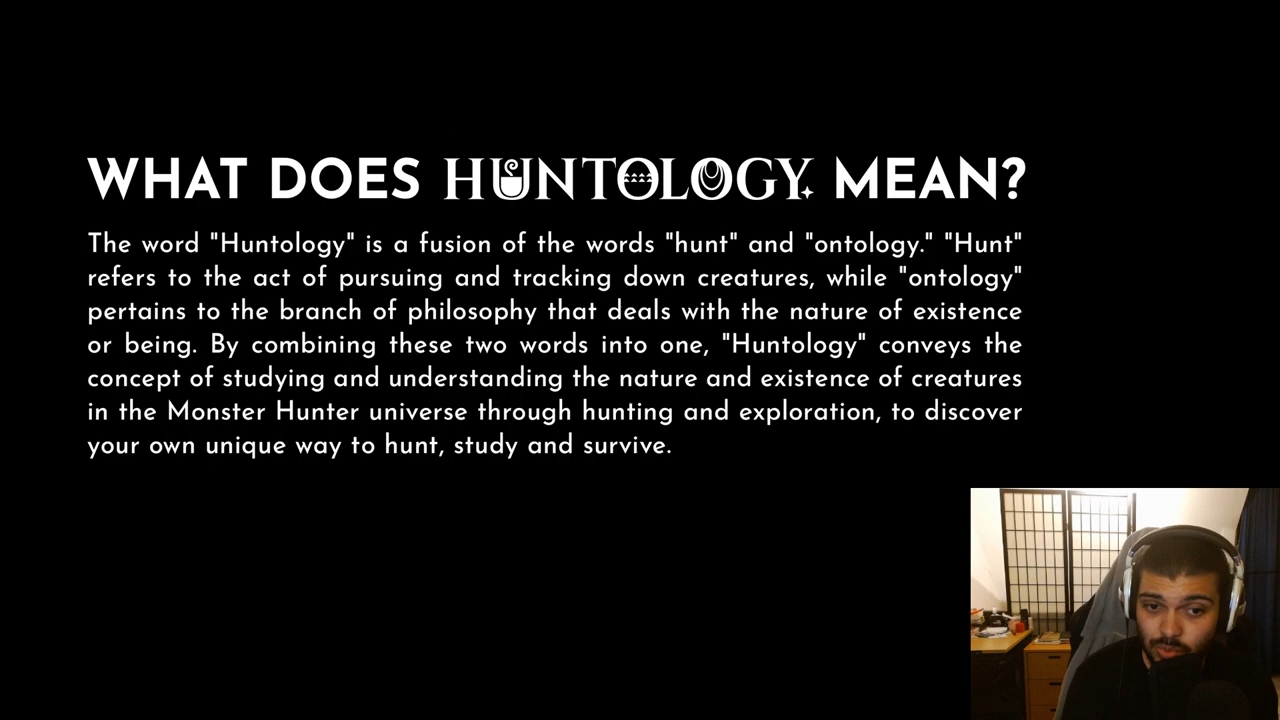 WHAT DOES HUNTOLOGY MEAN?
The word "Huntology" is a fusion of the words "hunt" and "ontology." "Hunt"
refers to the act of pursuing and tracking down creatures, while "ontology"
pertains to the branch of philosophy that deals with the nature of existence
or being. By combining these two words into one, "Huntology" conveys the
concept of studying and understanding the nature and existence of creatures
in the Monster Hunter universe through hunting and exploration, to discover
your own unique way to hunt, study and survive.